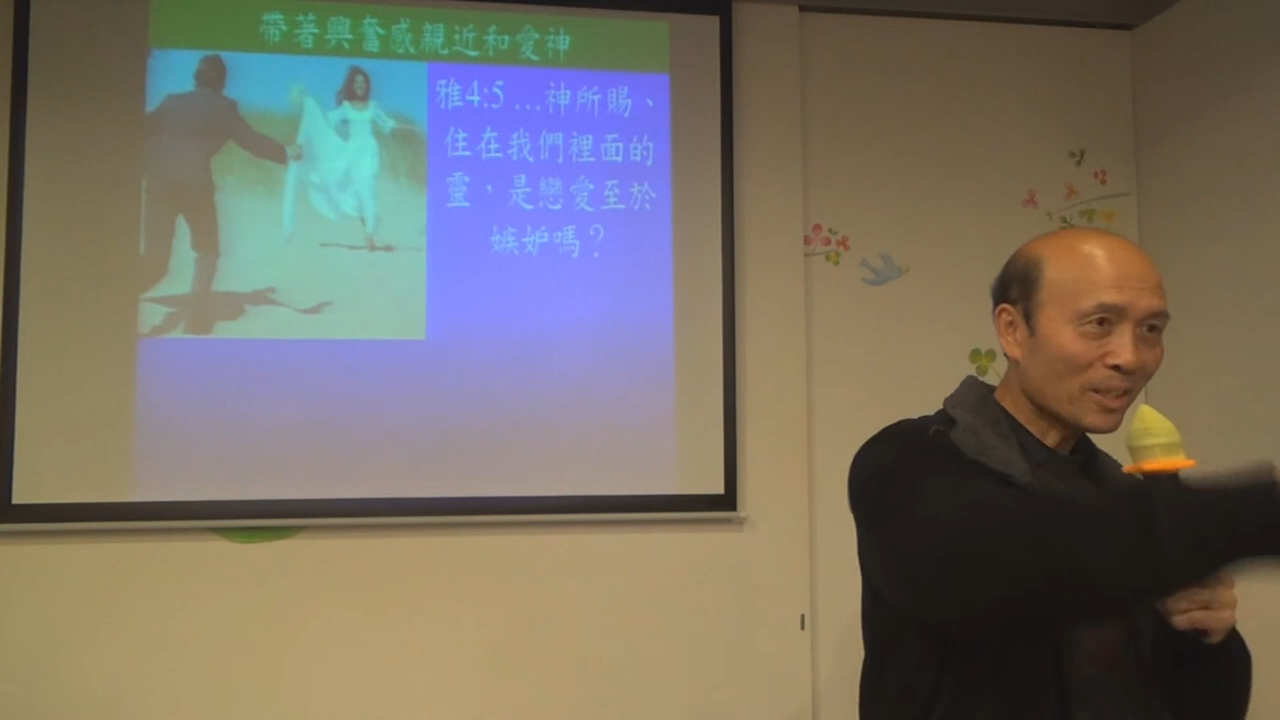 帶著興奮感親近和愛神
雅4:5 …神所賜、
住在我們裡面的
靈，是戀愛至於
嫉妒嗎？